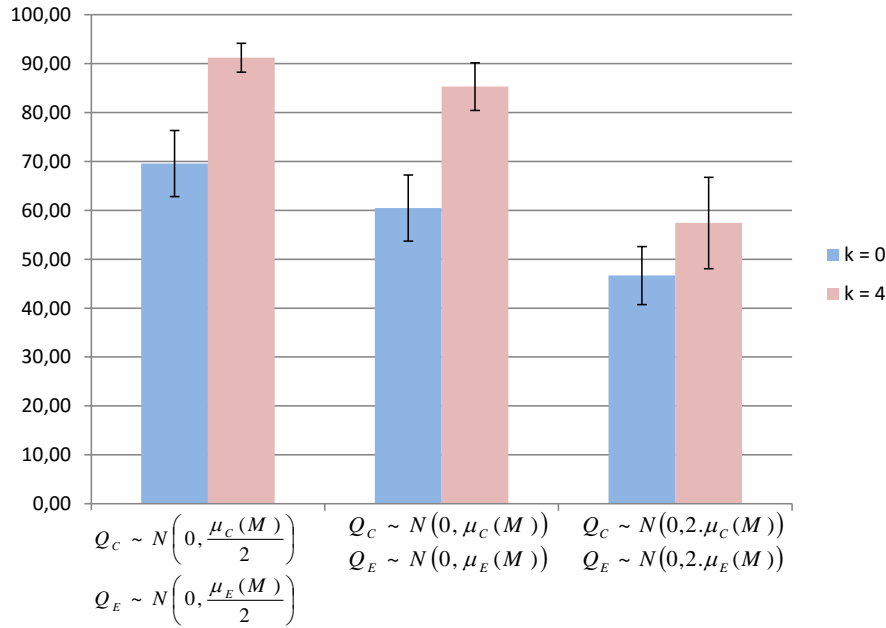 100,00
90,00
80,00
70,00
60,00
50,00
40,00
30,00
20,00
10,00
0,00
k = 0
k = 4
Q_C ~ N(0, μ_C(M)/2)
Q_E ~ N(0, μ_E(M)/2)
Q_C ~ N(0, μ_C(M))
Q_E ~ N(0, μ_E(M))
Q_C ~ N(0,2.μ_C(M))
Q_E ~ N(0,2.μ_E(M))